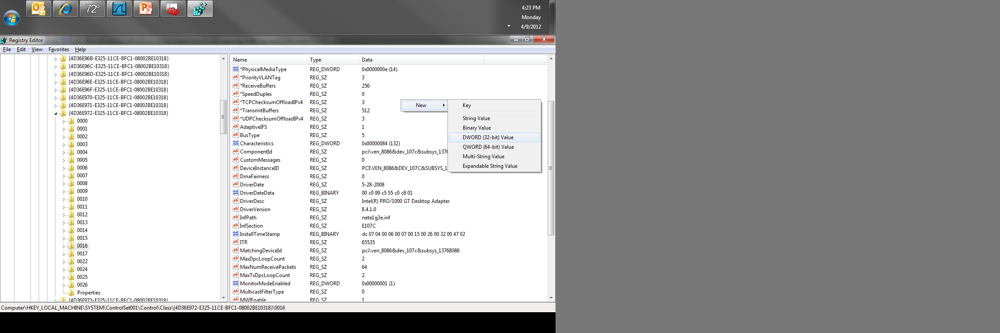 72°
4:23 PM
Monday
4/9/2012
Registry Editor
File Edit View Favorites Help
{4D36E96B-E325-11CE-BFC1-08002BE10318}
{4D36E96C-E325-11CE-BFC1-08002BE10318}
{4D36E96D-E325-11CE-BFC1-08002BE10318}
{4D36E96E-E325-11CE-BFC1-08002BE10318}
{4D36E96F-E325-11CE-BFC1-08002BE10318}
{4D36E970-E325-11CE-BFC1-08002BE10318}
{4D36E971-E325-11CE-BFC1-08002BE10318}
{4D36E972-E325-11CE-BFC1-08002BE10318}
0000
0001
0002
0003
0004
0005
0006
0007
0008
0009
0010
0011
0012
0013
0014
0015
0016
0017
0022
0024
0025
0026
Properties
{4D36E973-E325-11CE-BFC1-08002BE10318}
Name Type Data
*PhysicalMediaType REG_DWORD 0x0000000e (14)
*PriorityVLANTag REG_SZ 3
*ReceiveBuffers REG_SZ 256
*SpeedDuplex REG_SZ 0
*TCPChecksumOffloadIPv4 REG_SZ 3
*TransmitBuffers REG_SZ 512
*UDPChecksumOffloadIPv4 REG_SZ 3
AdaptiveIFS REG_SZ 1
BusType REG_SZ 5
Characteristics REG_DWORD 0x00000084 (132)
ComponentId REG_SZ pci\ven_8086&dev_107c&subsys_1376
CustomMessages REG_SZ 0
DeviceInstanceID REG_SZ PCI\VEN_8086&DEV_107C&SUBSYS_1
DmaFairness REG_SZ 0
DriverDate REG_SZ 5-28-2008
DriverDateData REG_BINARY 00 c0 99 c5 55 c0 c8 01
DriverDesc REG_SZ Intel(R) PRO/1000 GT Desktop Adapter
DriverVersion REG_SZ 8.4.1.0
InfPath REG_SZ nete1g3e.inf
InfSection REG_SZ E107C
InstallTimeStamp REG_BINARY dc 07 04 00 06 00 07 00 15 00 26 00 32 00 47 02
ITR REG_SZ 65535
MatchingDeviceId REG_SZ pci\ven_8086&dev_107c&subsys_13768086
MaxDpcLoopCount REG_SZ 2
MaxNumReceivePackets REG_SZ 64
MaxTxDpcLoopCount REG_SZ 2
MonitorModeEnabled REG_DWORD 0x00000001 (1)
MulticastFilterType REG_SZ 0
MWIEnable REG_SZ 1
New
Key
String Value
Binary Value
DWORD (32-bit) Value
QWORD (64-bit) Value
Multi-String Value
Expandable String Value
Computer\HKEY_LOCAL_MACHINE\SYSTEM\ControlSet001\Control\Class\{4D36E972-E325-11CE-BFC1-08002BE10318}\0016